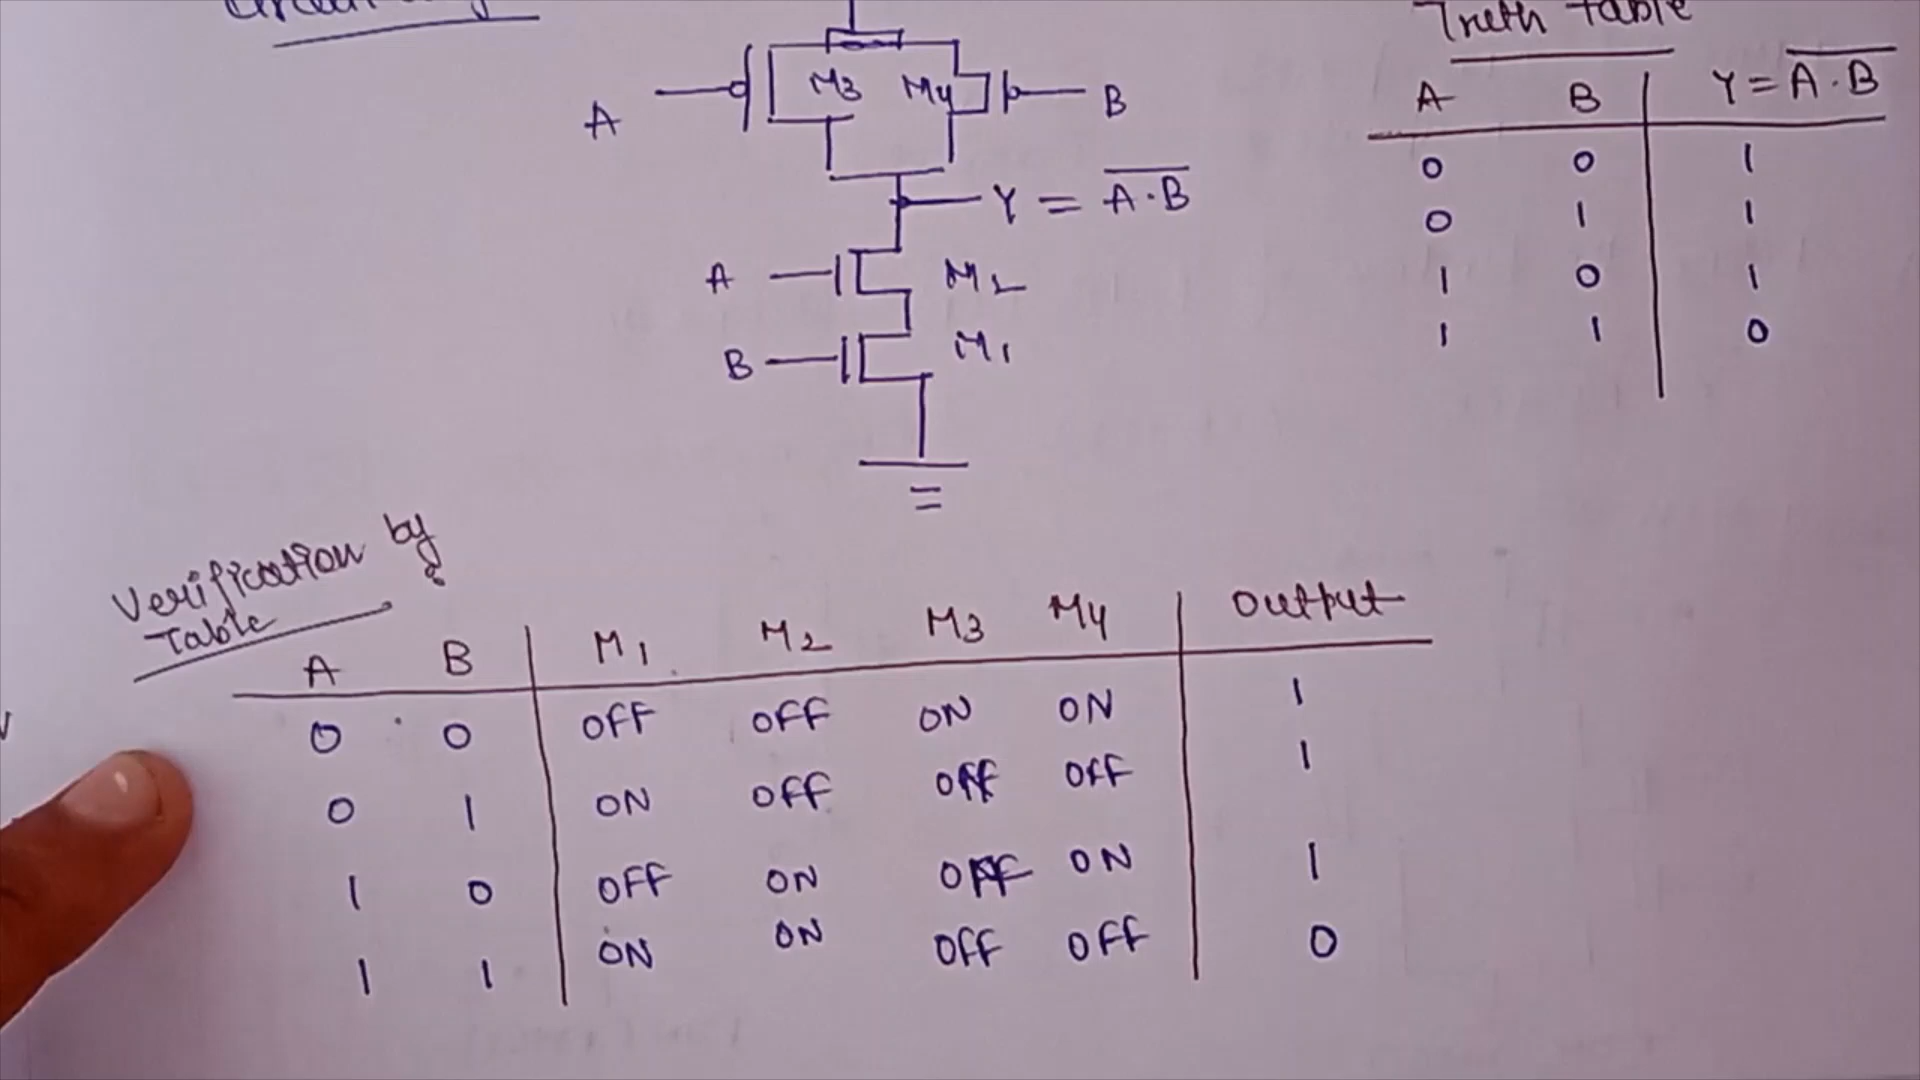 Truth Table
A B Y = A.B
0 0 1
0 1 1
1 0 1
1 1 0
A M3 M4 B
Y = A.B
A M2
B M1
Verification by
Table
A B M1 M2 M3 M4 output
0 0 OFF OFF ON ON 1
0 1 ON OFF OFF OFF 1
1 0 OFF ON OFF ON 1
1 1 ON ON OFF OFF 0